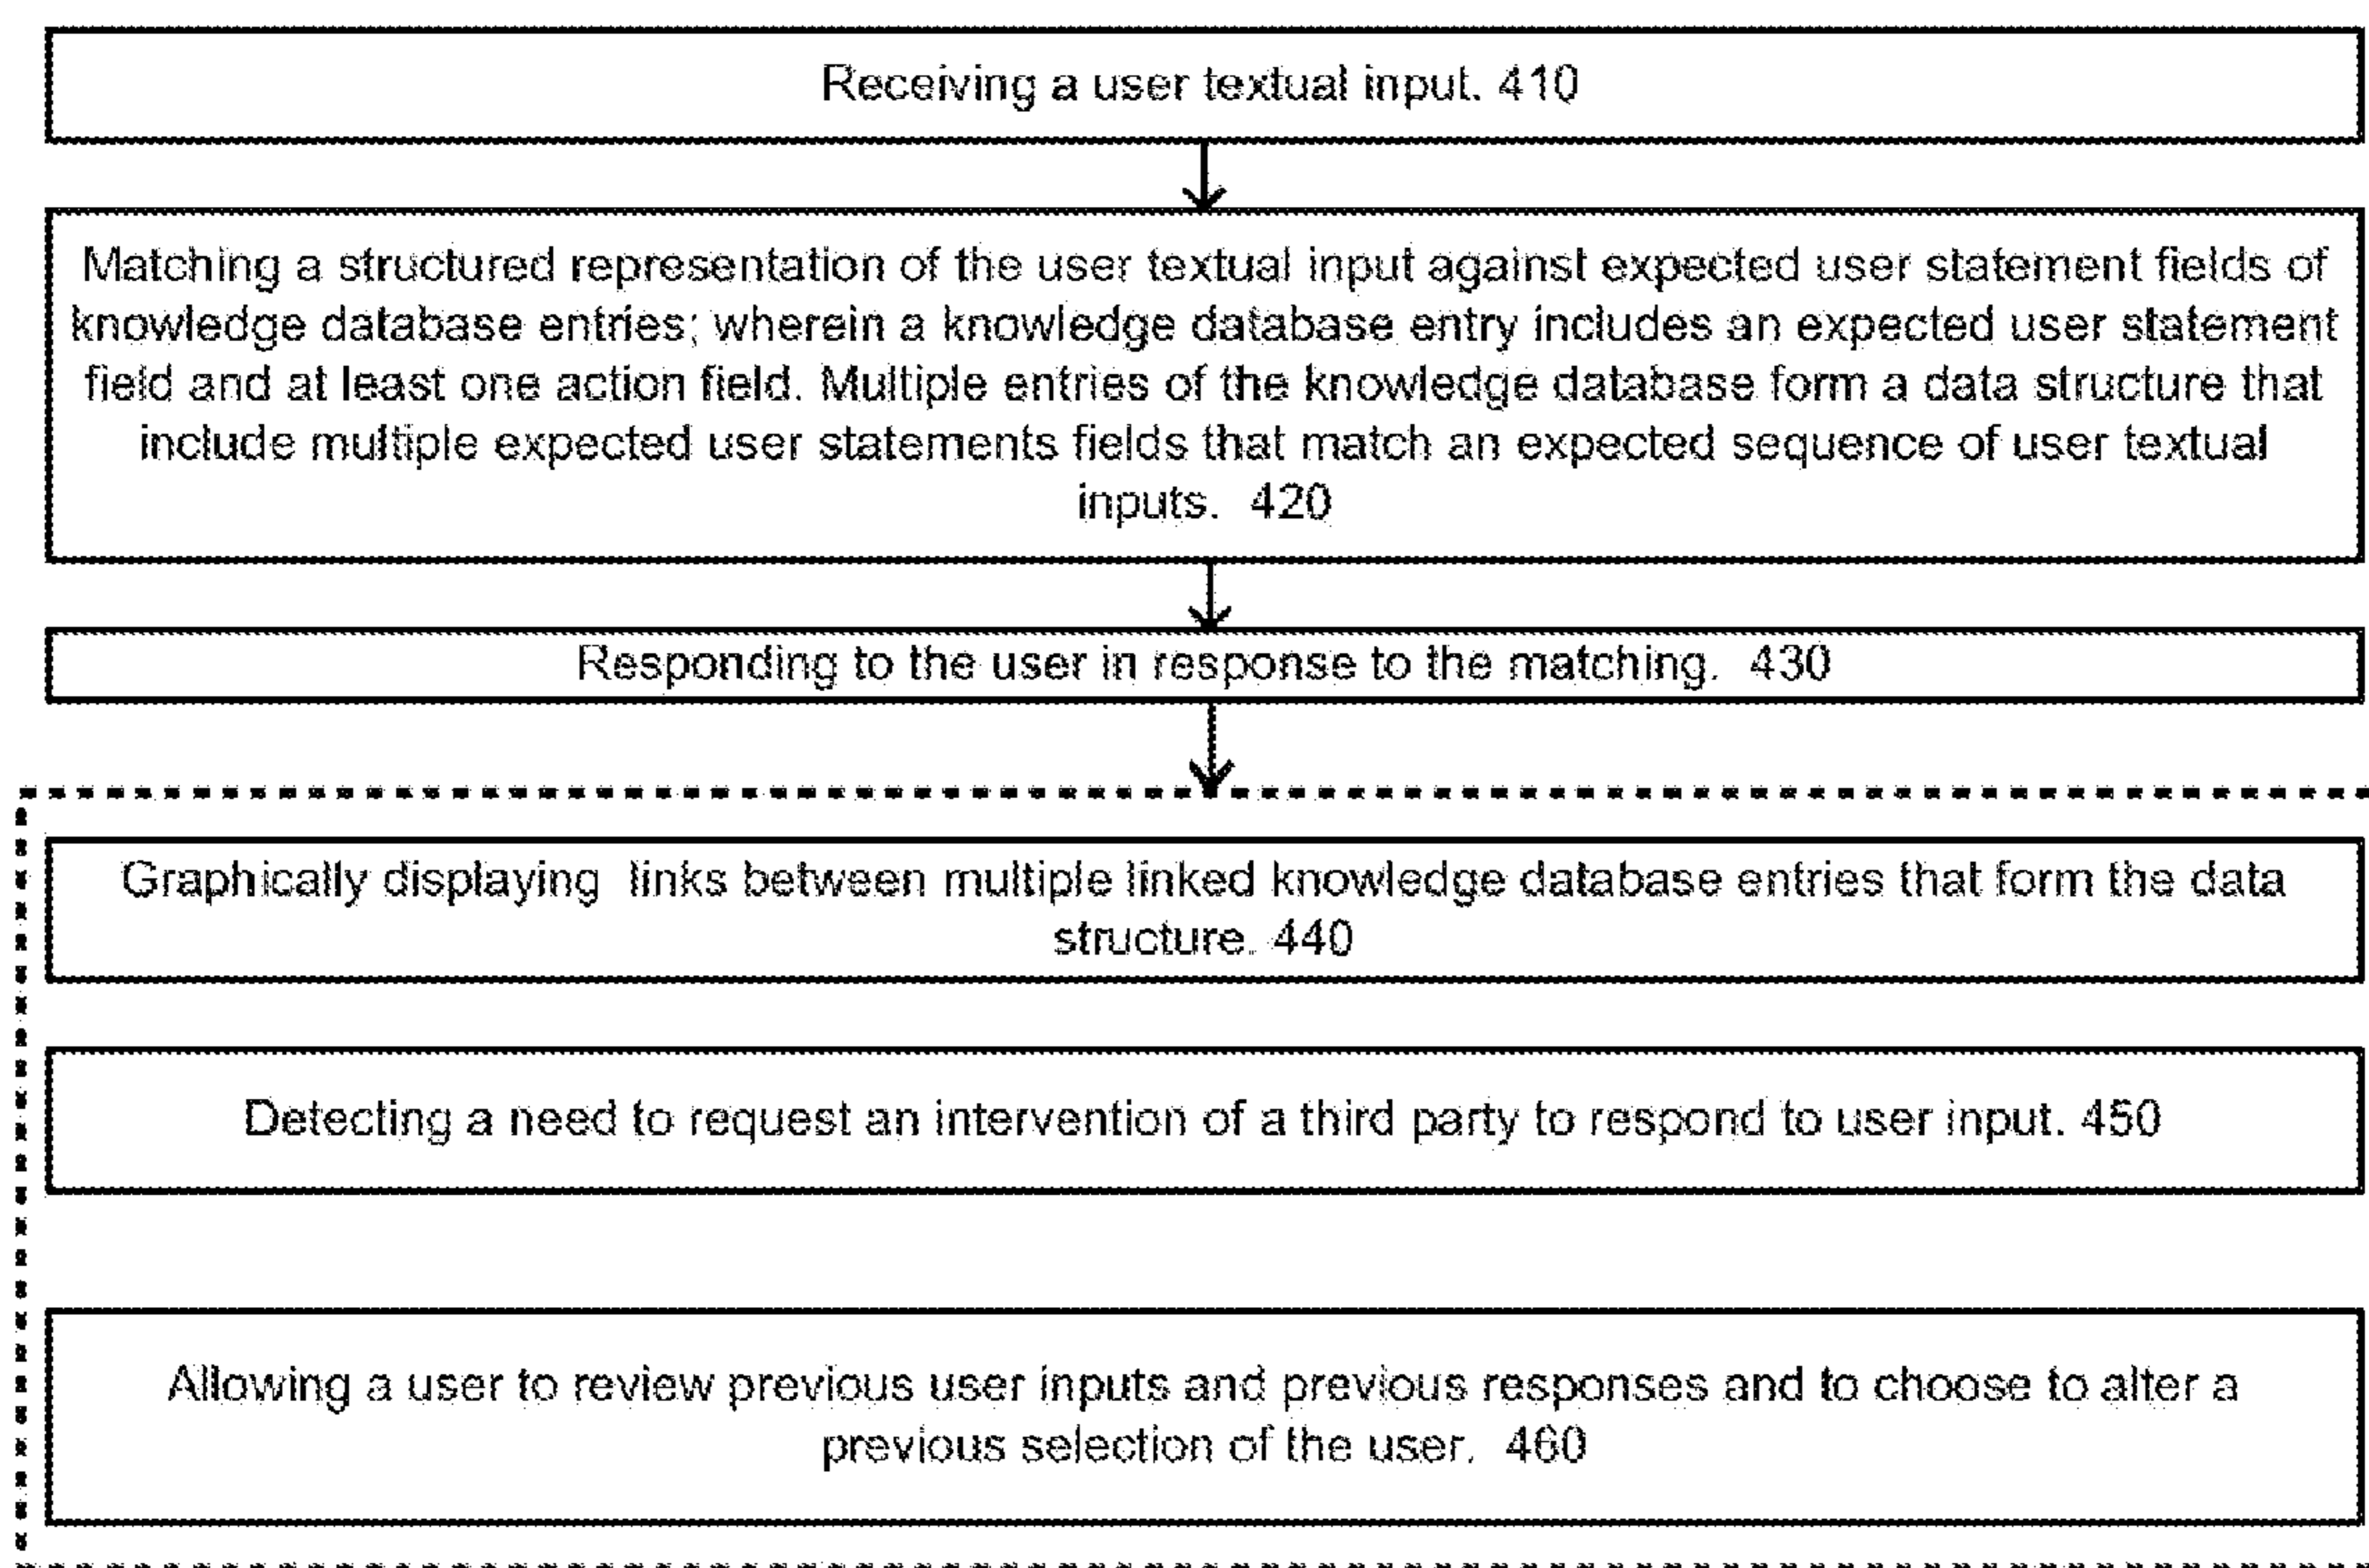 Receiving a user textual input. 410
Matching a structured representation of the user textual input against expected user statement fields of
knowledge database entries; wherein a knowledge database entry includes an expected user statement
field and at least one action field. Multiple entries of the knowledge database form a data structure that
include multiple expected user statements fields that match an expected sequence of user textual
inputs. 420
Responding to the user in response to the matching. 430
Graphically displaying links between multiple linked knowledge database entries that form the data
structure. 440
Detecting a need to request an intervention of a third party to respond to user input. 450
Allowing a user to review previous user inputs and previous responses and to choose to alter a
previous selection of the user. 460